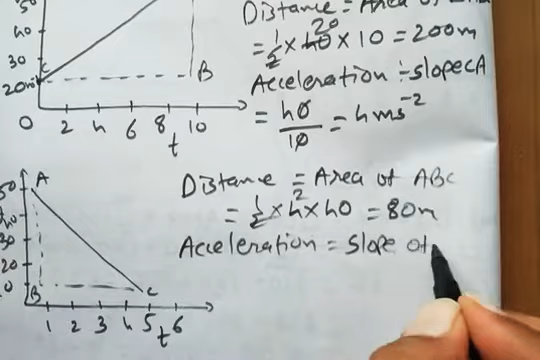 50
40
30
20
C
B
0 2 4 6 8 10
t
Distance = Area of
= 1/2 × 40 20 × 10 = 200m
Acceleration ÷ slope CA
= 40/10 = 4ms⁻²
50 A
40
30
20
B C
1 2 3 4 5 6
t
Distance = Area of ABC
= 1/2 × 4 2 × 40 = 80m
Acceleration = Slope of